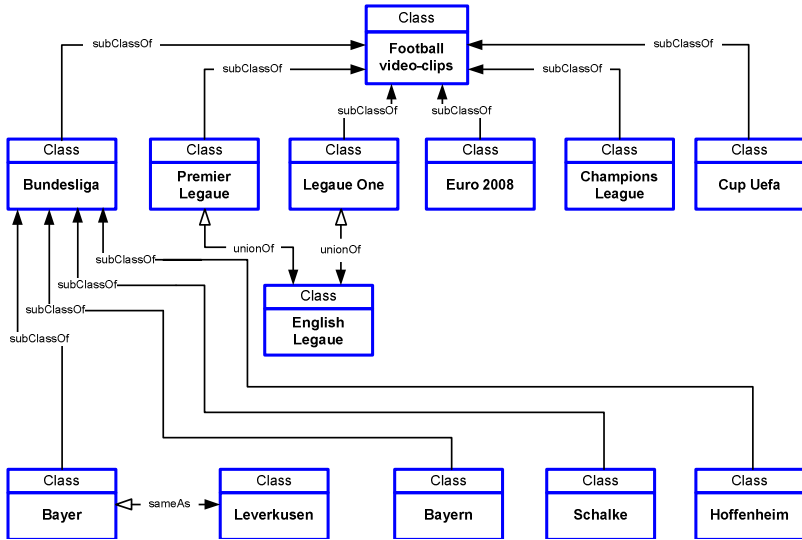 Class
Football
video-clips
subClassOf
subClassOf
subClassOf
subClassOf
subClassOf
subClassOf
Class
Bundesliga
Class
Premier
Legaue
Class
Legaue One
Class
Euro 2008
Class
Champions
League
Class
Cup Uefa
unionOf
unionOf
subClassOf
subClassOf
subClassOf
subClassOf
Class
English
Legaue
Class
Bayer
sameAs
Class
Leverkusen
Class
Bayern
Class
Schalke
Class
Hoffenheim